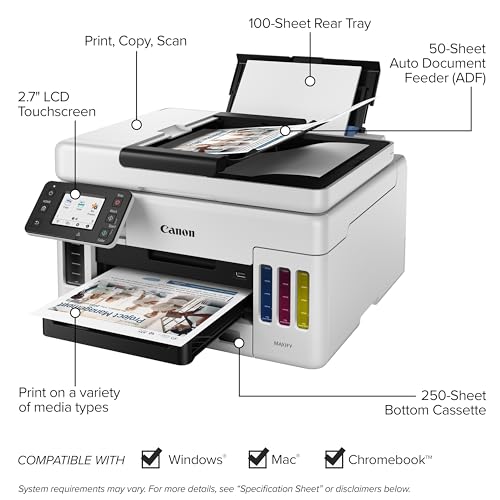 100-Sheet Rear Tray
Print, Copy, Scan
50-Sheet
Auto Document
Feeder (ADF)
2.7" LCD
Touchscreen
Canon
Project Management
MAXIFY
Print on a variety
of media types
250-Sheet
Bottom Cassette
COMPATIBLE WITH Windows® Mac® Chromebook™
System requirements may vary. For more details, see “Specification Sheet” or disclaimers below.